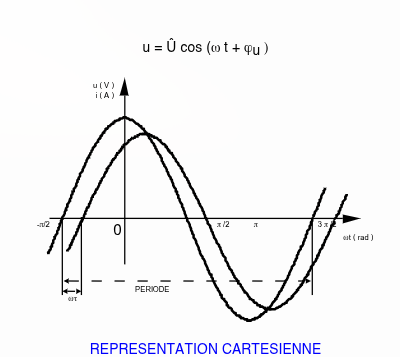 u = Û cos (ω t + φu )
u ( V )
i ( A )
-π/2
0
π /2
π
3 π /2
ωt ( rad )
PERIODE
ωτ
REPRESENTATION CARTESIENNE